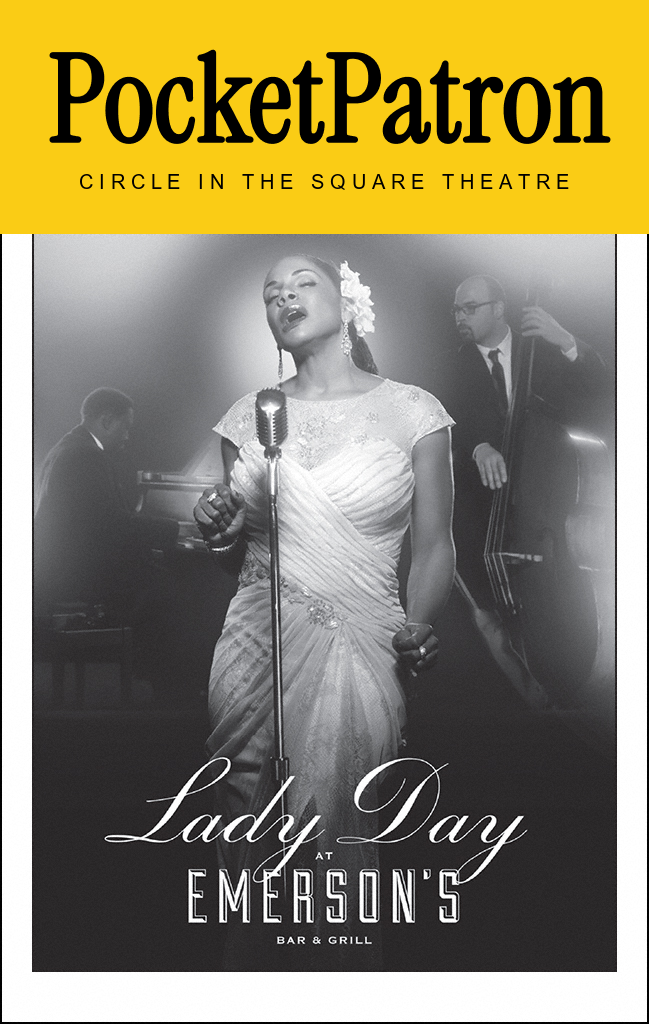 PocketPatron
CIRCLE IN THE SQUARE THEATRE
Lady Day
AT
EMERSON'S
BAR & GRILL